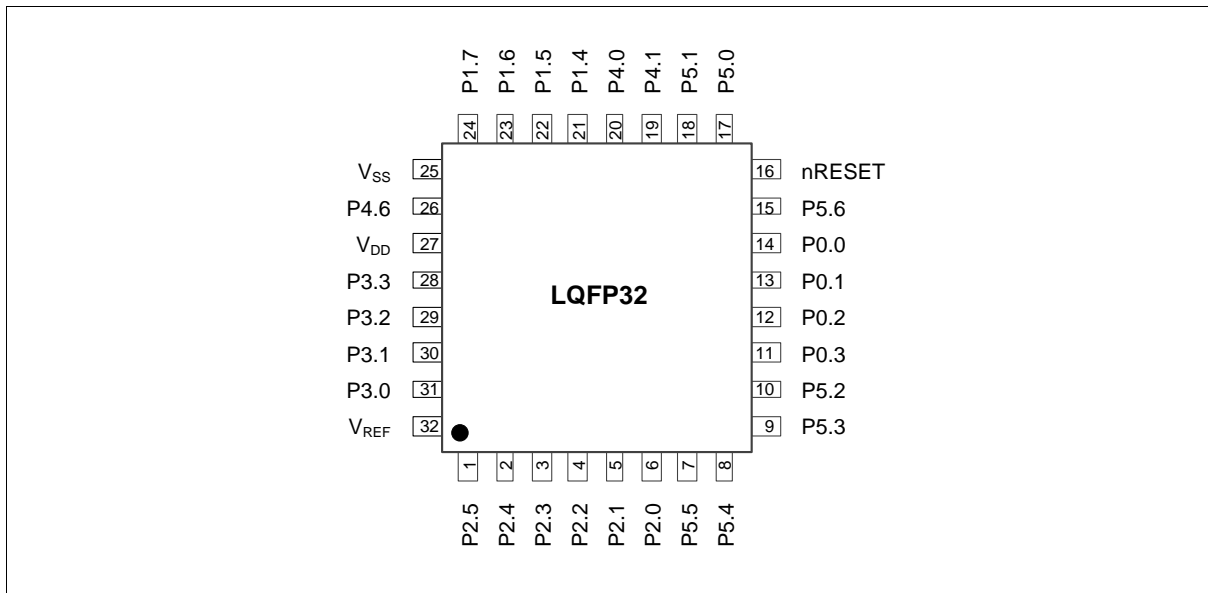 P1.7 P1.6 P1.5 P1.4 P4.0 P4.1 P5.1 P5.0
24 23 22 21 20 19 18 17
VSS 25 16 nRESET
P4.6 26 15 P5.6
VDD 27 14 P0.0
P3.3 28 13 P0.1
LQFP32
P3.2 29 12 P0.2
P3.1 30 11 P0.3
P3.0 31 10 P5.2
VREF 32 9 P5.3
1 2 3 4 5 6 7 8
P2.5 P2.4 P2.3 P2.2 P2.1 P2.0 P5.5 P5.4